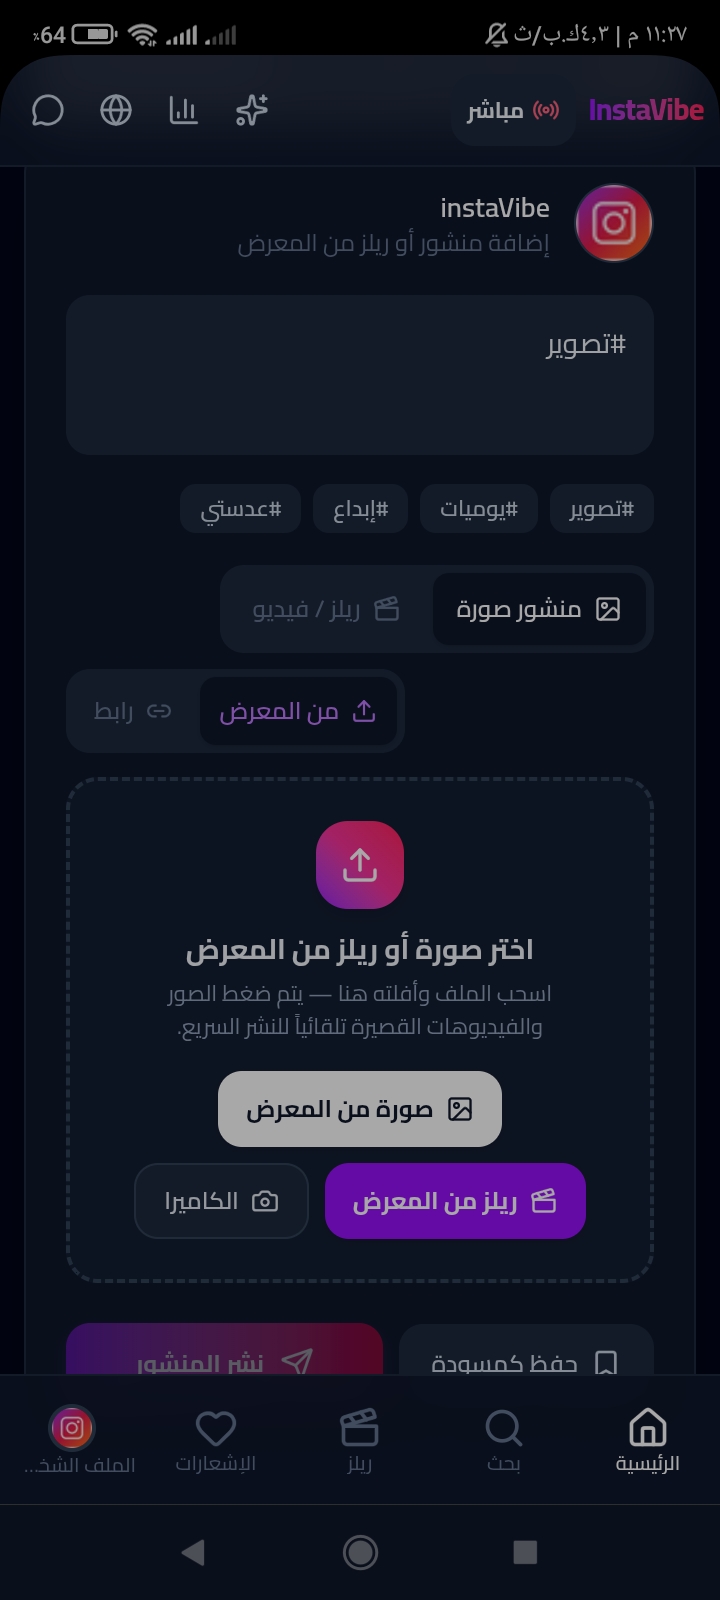 ١١:٢٧ م | ٤,٣ك.ب/ث
64٪
InstaVibe
مباشر
instaVibe
إضافة منشور أو ريلز من المعرض
#تصوير
#تصوير #يوميات #إبداع #عدستي
منشور صورة ريلز / فيديو
من المعرض رابط
اختر صورة أو ريلز من المعرض
اسحب الملف وأفلته هنا — يتم ضغط الصور
والفيديوهات القصيرة تلقائياً للنشر السريع.
صورة من المعرض
ريلز من المعرض الكاميرا
حفظ كمسودة نشر المنشور
الرئيسية بحث ريلز الإشعارات الملف الشخـ...